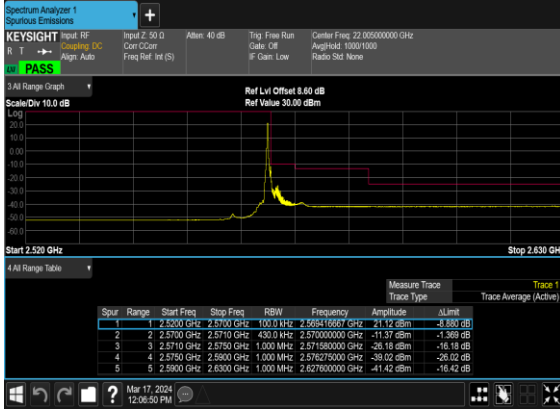 Spectrum Analyzer 1
Spurious Emissions
KEYSIGHT Input: RF Input Z: 50 Ω Atten: 40 dB Trig: Free Run Center Freq: 22.005000000 GHz
R T Coupling: DC Corr CCorr Gate: Off Avg|Hold: 1000/1000
Align: Auto Freq Ref: Int (S) IF Gain: Low Radio Std: None
PASS
3 All Range Graph
Ref Lvl Offset 8.60 dB
Scale/Div 10.0 dB Ref Value 30.00 dBm
Log
20.0
10.0
0.00
-10.0
-20.0
-30.0
-40.0
-50.0
-60.0
Start 2.520 GHz Stop 2.630 GH
4 All Range Table
Measure Trace Trace 1
Trace Type Trace Average (Active)
Spur Range Start Freq Stop Freq RBW Frequency Amplitude ΔLimit
1 1 2.5200 GHz 2.5700 GHz 100.0 kHz 2.569416667 GHz 21.12 dBm -8.880 dB
2 2 2.5700 GHz 2.5710 GHz 430.0 kHz 2.570000000 GHz -11.37 dBm -1.369 dB
3 3 2.5710 GHz 2.5750 GHz 1.000 MHz 2.571580000 GHz -26.18 dBm -16.18 dB
4 4 2.5750 GHz 2.5900 GHz 1.000 MHz 2.576275000 GHz -39.02 dBm -26.02 dB
5 5 2.5900 GHz 2.6300 GHz 1.000 MHz 2.627600000 GHz -41.42 dBm -16.42 dB
Mar 17, 2024
12:06:50 PM